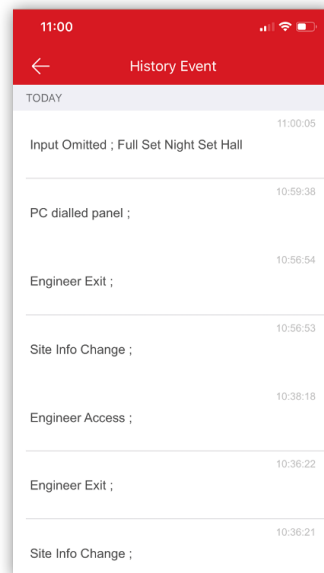 11:00
History Event
TODAY
11:00:05
Input Omitted ; Full Set Night Set Hall
10:59:38
PC dialled panel ;
10:56:54
Engineer Exit ;
10:56:53
Site Info Change ;
10:38:18
Engineer Access ;
10:36:22
Engineer Exit ;
10:36:21
Site Info Change ;